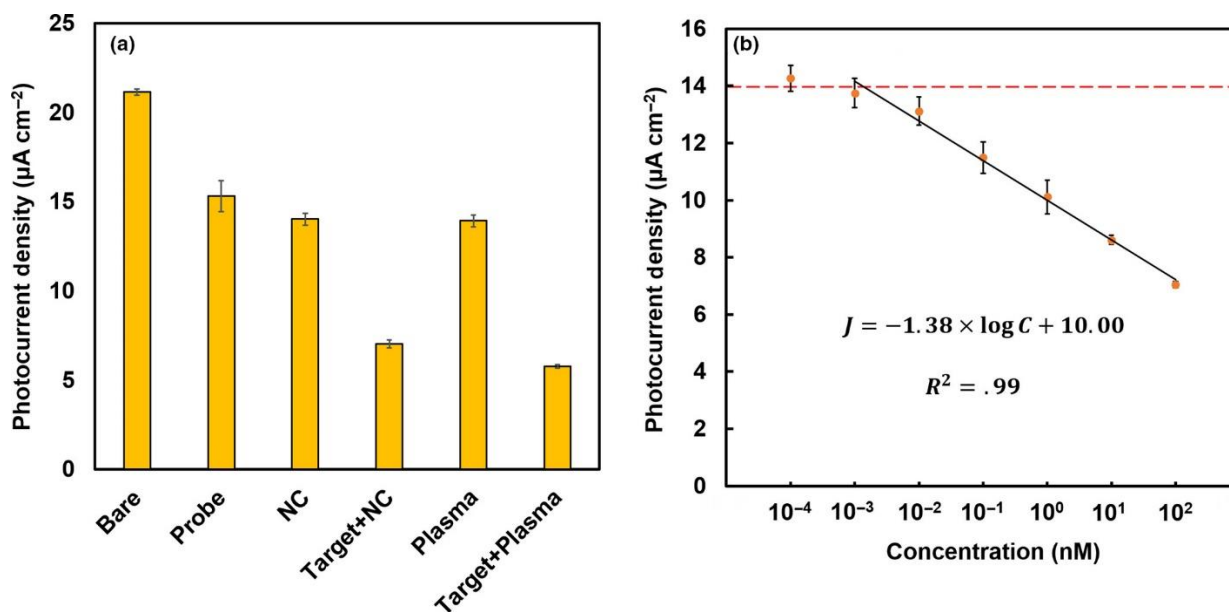 (a)
Photocurrent density (µA cm⁻²)
25
20
15
10
5
0
Bare
Probe
NC
Target+NC
Plasma
Target+Plasma
(b)
Photocurrent density (µA cm⁻²)
16
14
12
10
8
6
4
2
0
J = −1.38 × log C + 10.00
R² = .99
10⁻⁴ 10⁻³ 10⁻² 10⁻¹ 10⁰ 10¹ 10²
Concentration (nM)